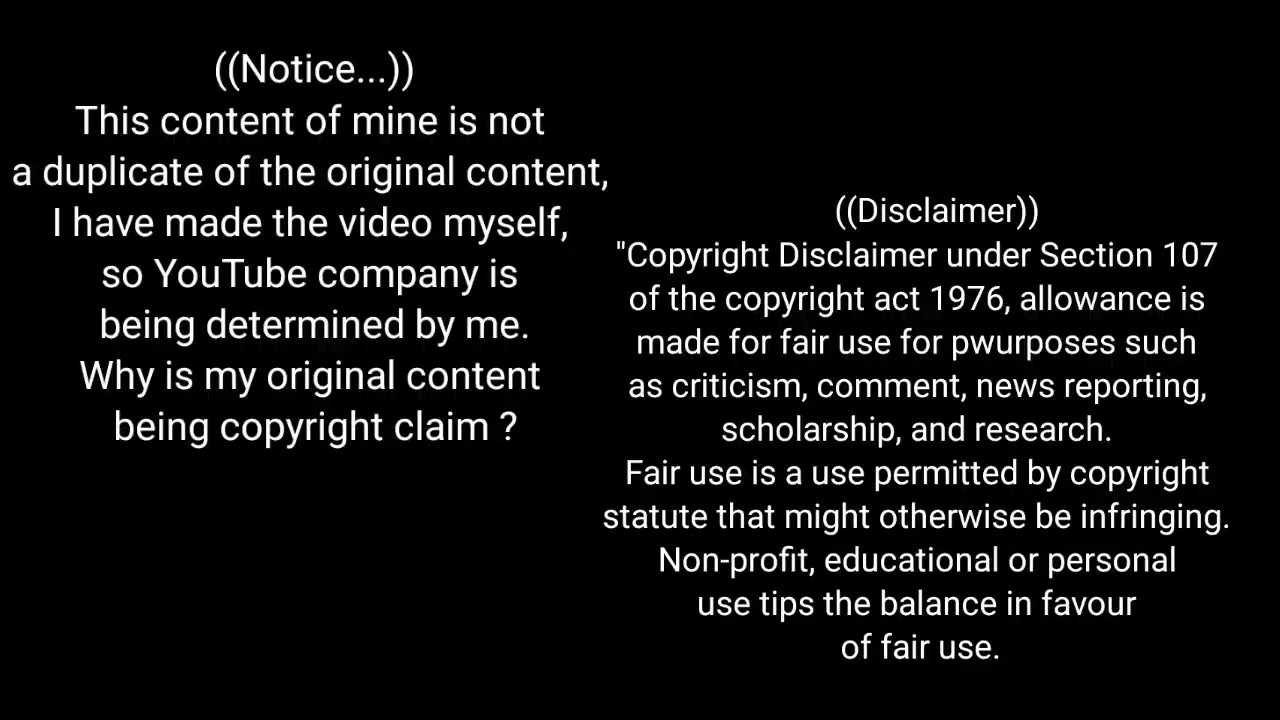 ((Notice...))
This content of mine is not
a duplicate of the original content,
I have made the video myself,
so YouTube company is
being determined by me.
Why is my original content
being copyright claim ?
((Disclaimer))
"Copyright Disclaimer under Section 107
of the copyright act 1976, allowance is
made for fair use for pwurposes such
as criticism, comment, news reporting,
scholarship, and research.
Fair use is a use permitted by copyright
statute that might otherwise be infringing.
Non-profit, educational or personal
use tips the balance in favour
of fair use.